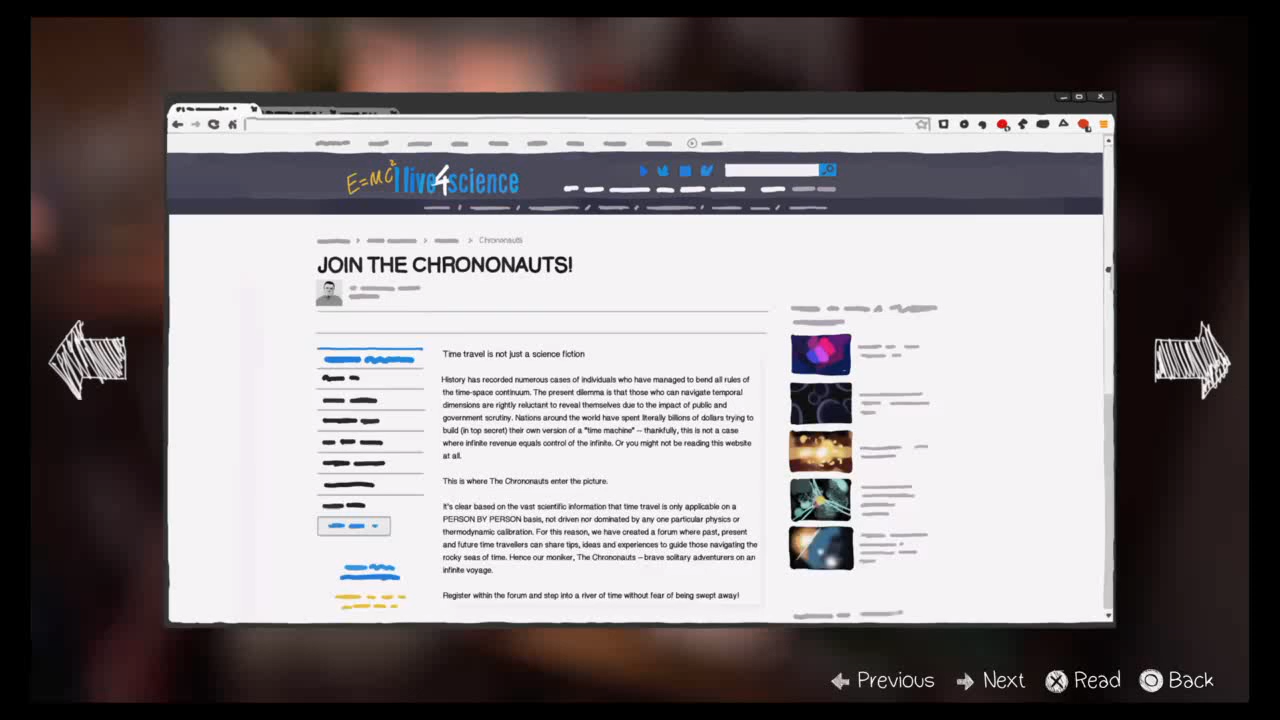 E=MC² I live4science
Chrononauts
JOIN THE CHRONONAUTS!
Time travel is not just a science fiction
History has recorded numerous cases of individuals who have managed to bend all rules of
the time-space continuum. The present dilemma is that those who can navigate temporal
dimensions are rightly reluctant to reveal themselves due to the impact of public and
government scrutiny. Nations around the world have spent literally billions of dollars trying to
build (in top secret) their own version of a "time machine" – thankfully, this is not a case
where infinite revenue equals control of the infinite. Or you might not be reading this website
at all.
This is where The Chrononauts enter the picture.
It's clear based on the vast scientific information that time travel is only applicable on a
PERSON BY PERSON basis, not driven nor dominated by any one particular physics or
thermodynamic calibration. For this reason, we have created a forum where past, present
and future time travellers can share tips, ideas and experiences to guide those navigating the
rocky seas of time. Hence our moniker, The Chrononauts – brave solitary adventurers on an
infinite voyage.
Register within the forum and step into a river of time without fear of being swept away!
Previous Next Read Back